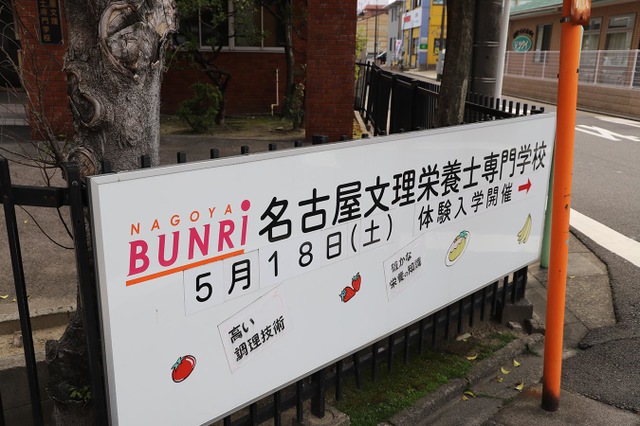 NAGOYA
BUNRi
名古屋文理栄養士専門学校
5月18日(土)
体験入学開催→
高い
調理技術
豊かな
栄養の知識